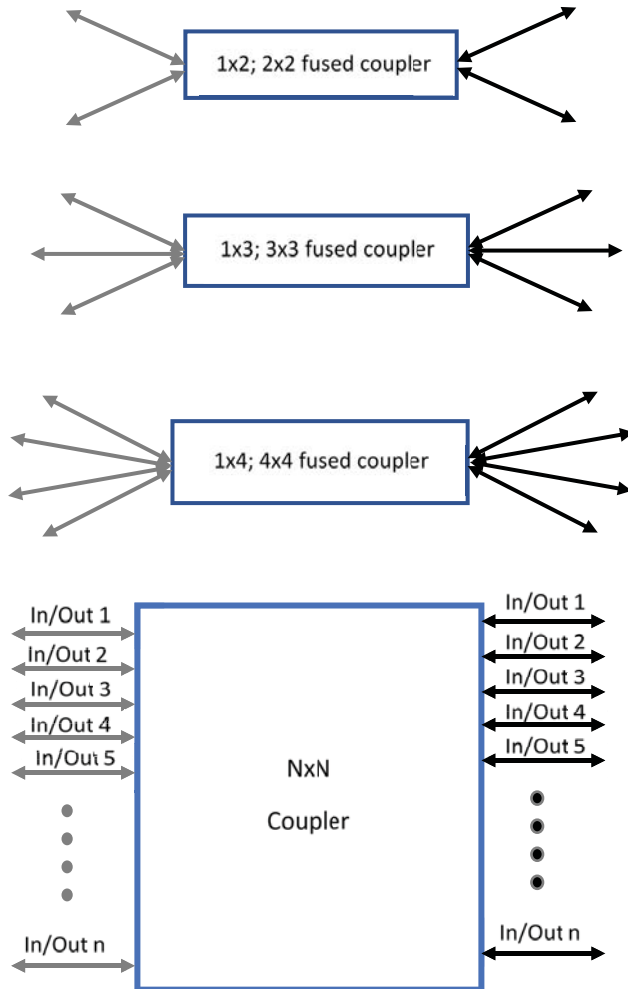 1x2; 2x2 fused coupler
1x3; 3x3 fused coupler
1x4; 4x4 fused coupler
In/Out 1
In/Out 2
In/Out 3
In/Out 4
In/Out 5
In/Out n
NxN
Coupler
In/Out 1
In/Out 2
In/Out 3
In/Out 4
In/Out 5
In/Out n